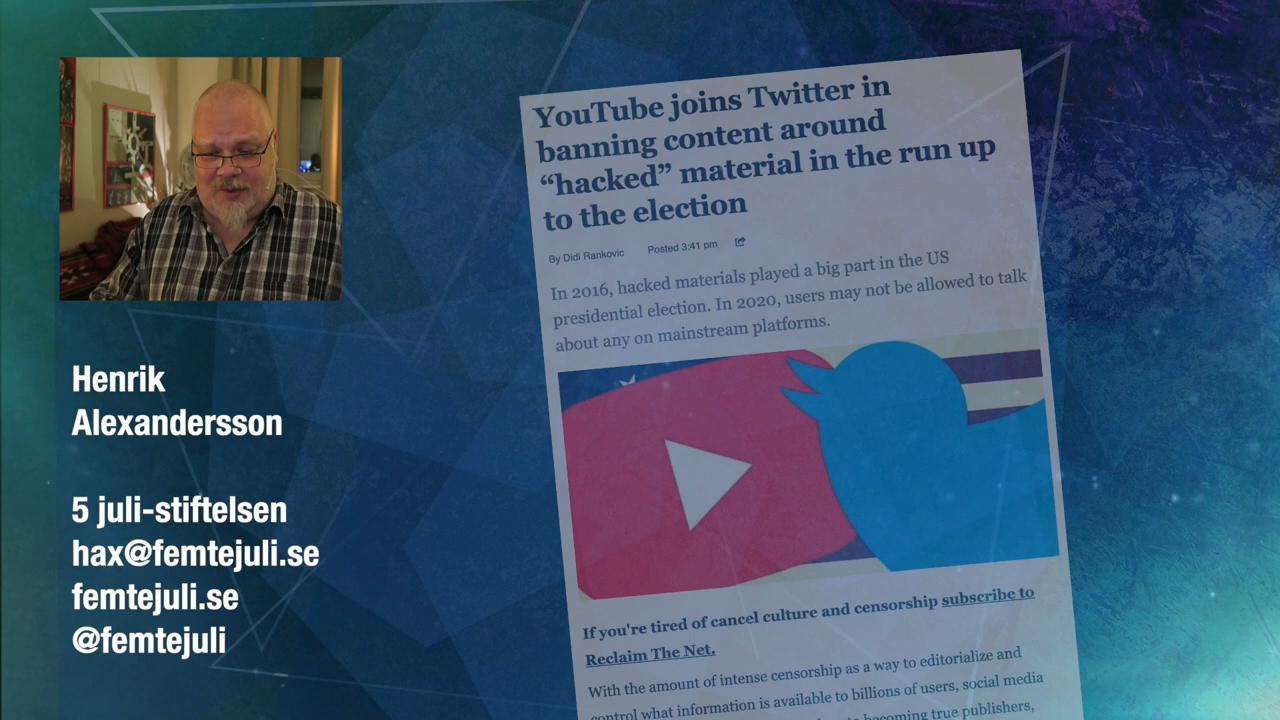 Henrik
Alexandersson
5 juli-stiftelsen
hax@femtejuli.se
femtejuli.se
@femtejuli
YouTube joins Twitter in
banning content around
“hacked” material in the run up
to the election
By Didi Rankovic Posted 3:41 pm
In 2016, hacked materials played a big part in the US
presidential election. In 2020, users may not be allowed to talk
about any on mainstream platforms.
If you're tired of cancel culture and censorship subscribe to
Reclaim The Net.
With the amount of intense censorship as a way to editorialize and
control what information is available to billions of users, social media
becoming true publishers,